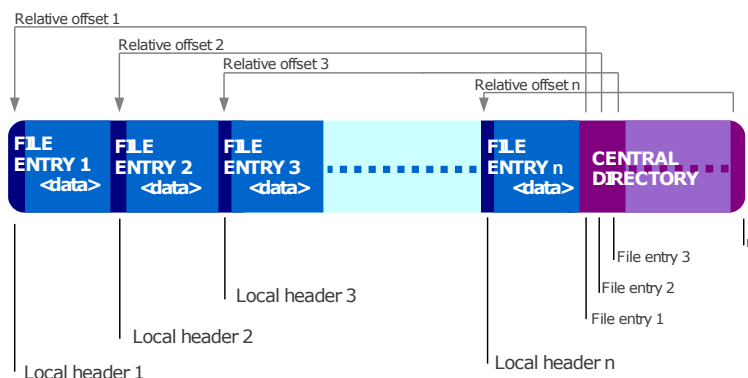 Relative offset 1
Relative offset 2
Relative offset 3
Relative offset n
FILE
ENTRY 1
<data>
FILE
ENTRY 2
<data>
FILE
ENTRY 3
<data>
FILE
ENTRY n
<data>
CENTRAL
DIRECTORY
File entry 3
File entry 2
File entry 1
Local header 3
Local header 2
Local header n
Local header 1